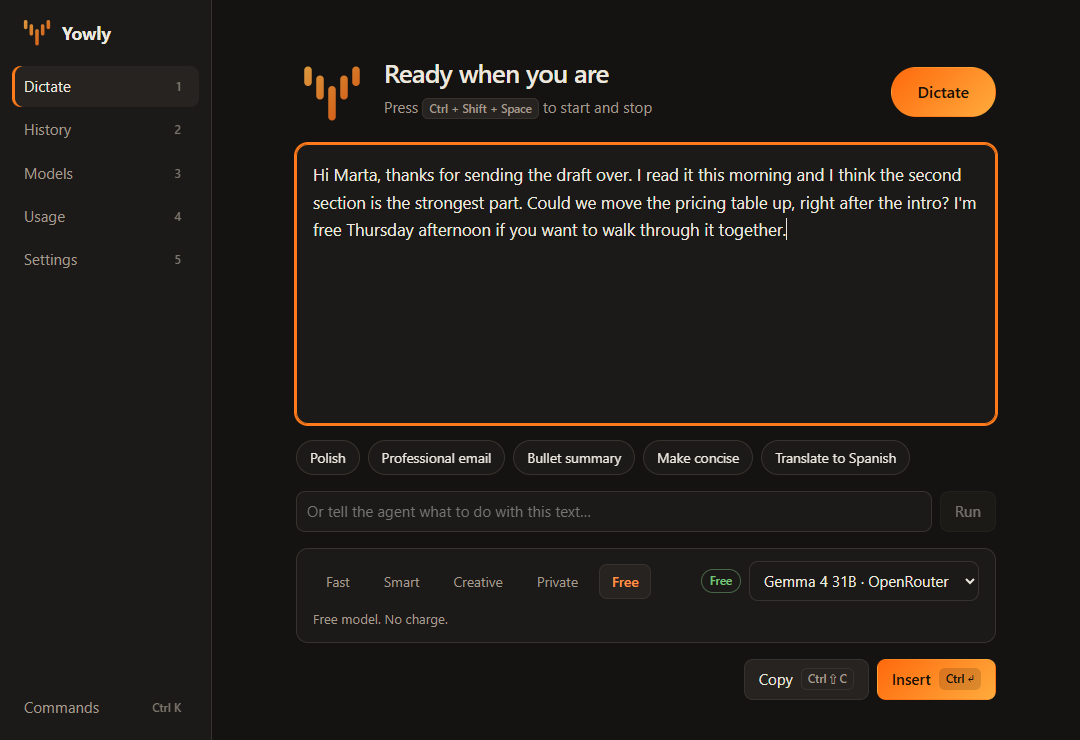 Yowly
Dictate 1
History 2
Models 3
Usage 4
Settings 5
Commands Ctrl K
Ready when you are
Press Ctrl + Shift + Space to start and stop
Dictate
Hi Marta, thanks for sending the draft over. I read it this morning and I think the second
section is the strongest part. Could we move the pricing table up, right after the intro? I'm
free Thursday afternoon if you want to walk through it together.
Polish Professional email Bullet summary Make concise Translate to Spanish
Or tell the agent what to do with this text... Run
Fast Smart Creative Private Free Free Gemma 4 31B · OpenRouter
Free model. No charge.
Copy Ctrl⇧C Insert Ctrl↵